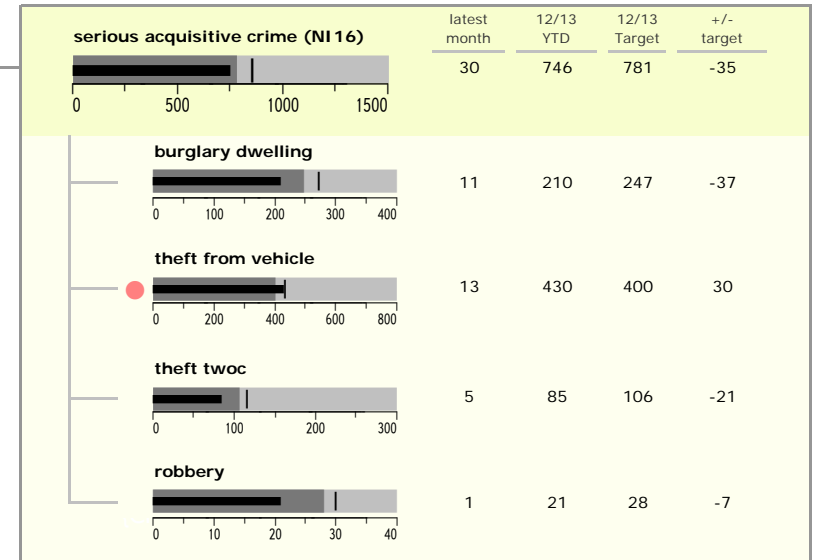 latest 12/13 12/13 +/-
serious acquisitive crime (NI16) month YTD Target target
30 746 781 -35
0 500 1000 1500
burglary dwelling
11 210 247 -37
0 100 200 300 400
theft from vehicle
13 430 400 30
0 200 400 600 800
theft twoc
5 85 106 -21
0 100 200 300
robbery
1 21 28 -7
0 10 20 30 40